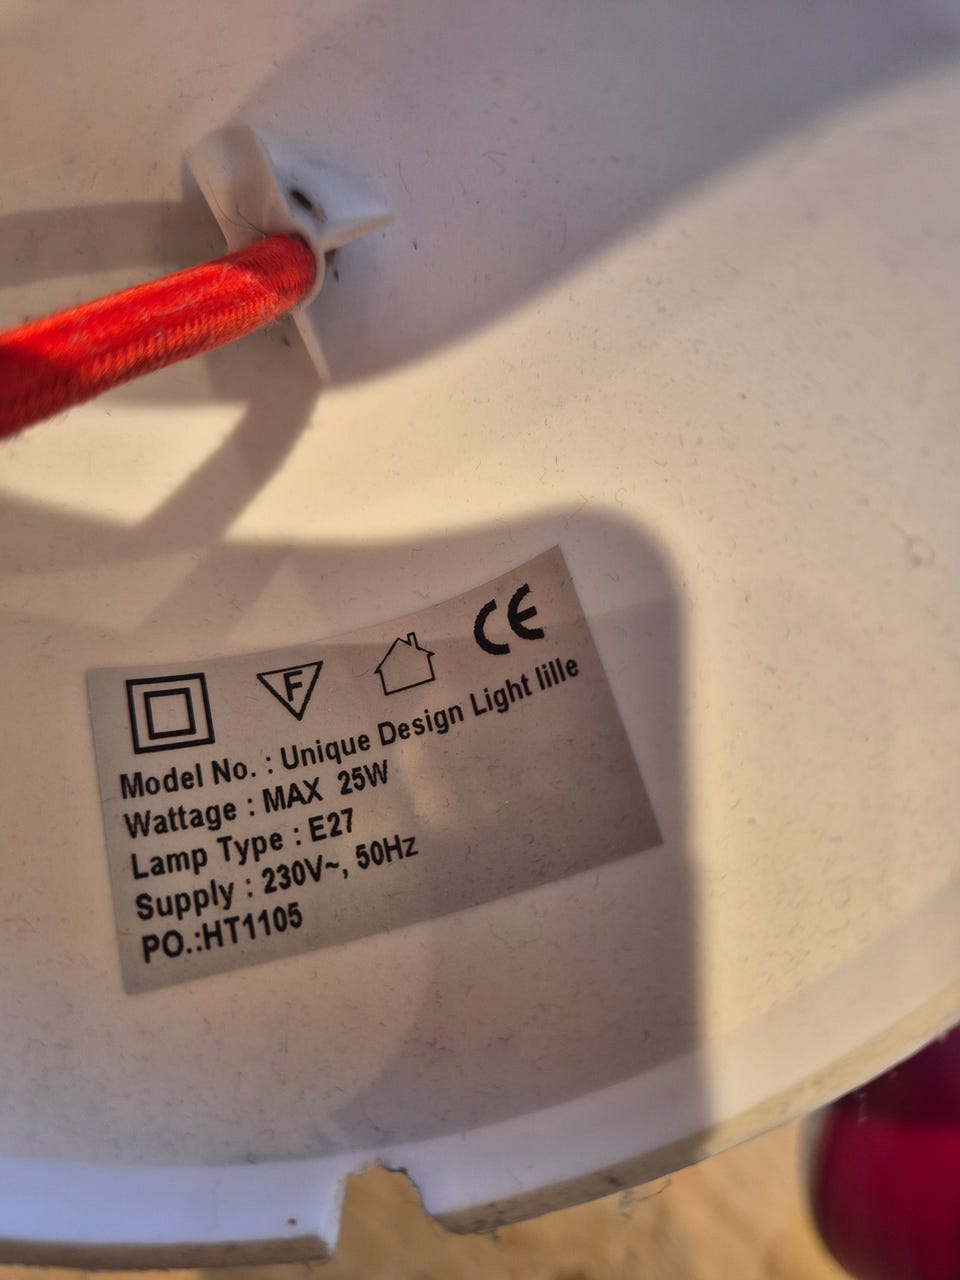 F CE
Model No. : Unique Design Light lille
Wattage : MAX 25W
Lamp Type : E27
Supply : 230V~, 50Hz
PO.:HT1105